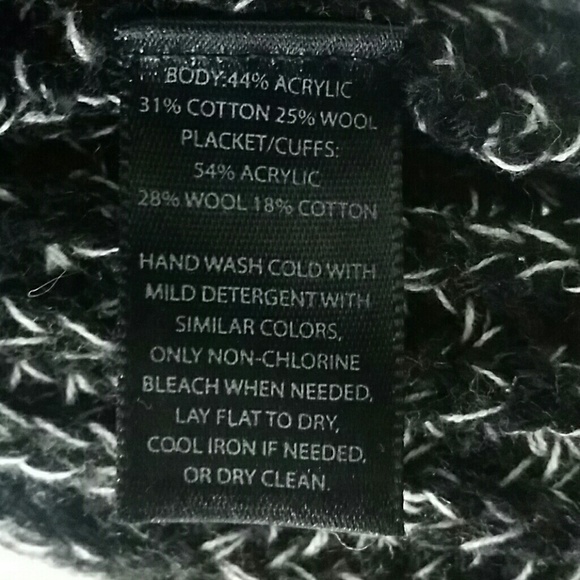 BODY:44% ACRYLIC
31% COTTON 25% WOOL
PLACKET/CUFFS:
54% ACRYLIC
28% WOOL 18% COTTON
HAND WASH COLD WITH
MILD DETERGENT WITH
SIMILAR COLORS,
ONLY NON-CHLORINE
BLEACH WHEN NEEDED,
LAY FLAT TO DRY,
COOL IRON IF NEEDED,
OR DRY CLEAN.